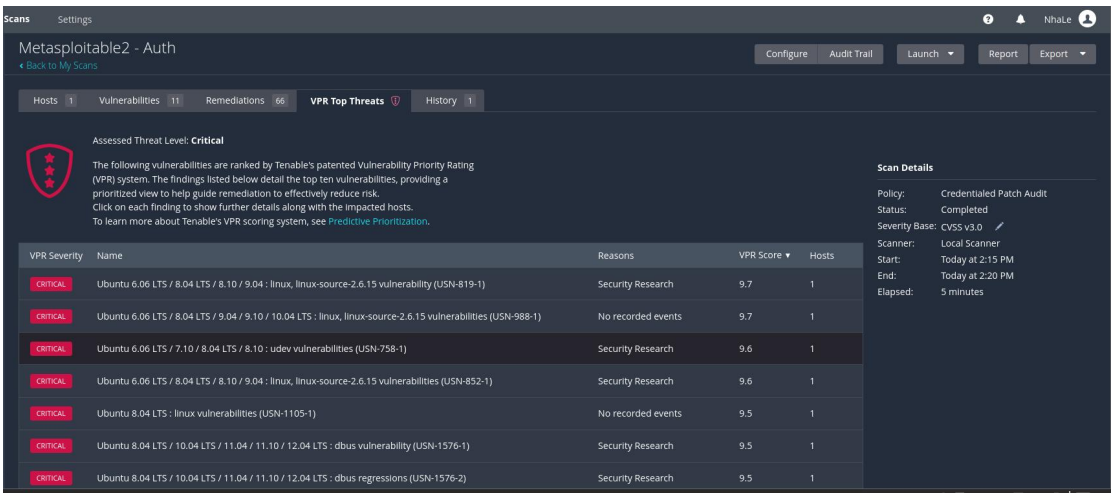 Scans Settings NhaLe
Metasploitable2 - Auth
Configure Audit Trail Launch Report Export
Back to My Scans
Hosts 1 Vulnerabilities 11 Remediations 66 VPR Top Threats History 1
Assessed Threat Level: Critical
The following vulnerabilities are ranked by Tenable's patented Vulnerability Priority Rating
(VPR) system. The findings listed below detail the top ten vulnerabilities, providing a
prioritized view to help guide remediation to effectively reduce risk.
Click on each finding to show further details along with the impacted hosts.
To learn more about Tenable's VPR scoring system, see Predictive Prioritization.
Scan Details
Policy: Credentialed Patch Audit
Status: Completed
Severity Base: CVSS v3.0
Scanner: Local Scanner
Start: Today at 2:15 PM
End: Today at 2:20 PM
Elapsed: 5 minutes
VPR Severity Name Reasons VPR Score ▼ Hosts
CRITICAL Ubuntu 6.06 LTS / 8.04 LTS / 8.10 / 9.04 : linux, linux-source-2.6.15 vulnerability (USN-819-1) Security Research 9.7 1
CRITICAL Ubuntu 6.06 LTS / 8.04 LTS / 9.04 / 9.10 / 10.04 LTS : linux, linux-source-2.6.15 vulnerabilities (USN-988-1) No recorded events 9.7 1
CRITICAL Ubuntu 6.06 LTS / 7.10 / 8.04 LTS / 8.10 : udev vulnerabilities (USN-758-1) Security Research 9.6 1
CRITICAL Ubuntu 6.06 LTS / 8.04 LTS / 8.10 / 9.04 : linux, linux-source-2.6.15 vulnerabilities (USN-852-1) Security Research 9.6 1
CRITICAL Ubuntu 8.04 LTS : linux vulnerabilities (USN-1105-1) No recorded events 9.5 1
CRITICAL Ubuntu 8.04 LTS / 10.04 LTS / 11.04 / 11.10 / 12.04 LTS : dbus vulnerability (USN-1576-1) Security Research 9.5 1
CRITICAL Ubuntu 8.04 LTS / 10.04 LTS / 11.04 / 11.10 / 12.04 LTS : dbus regressions (USN-1576-2) Security Research 9.5 1